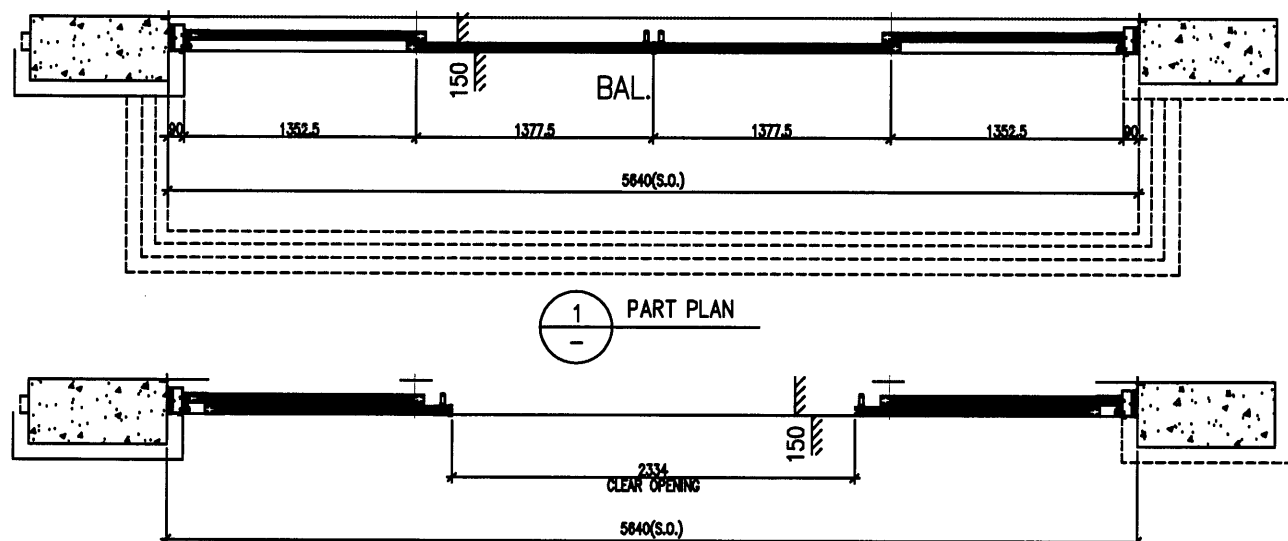 150
BAL.
90 1352.5 1377.5 1377.5 1352.5 90
5640(S.O.)
1 PART PLAN
-
150
2334
CLEAR OPENING
5640(S.O.)